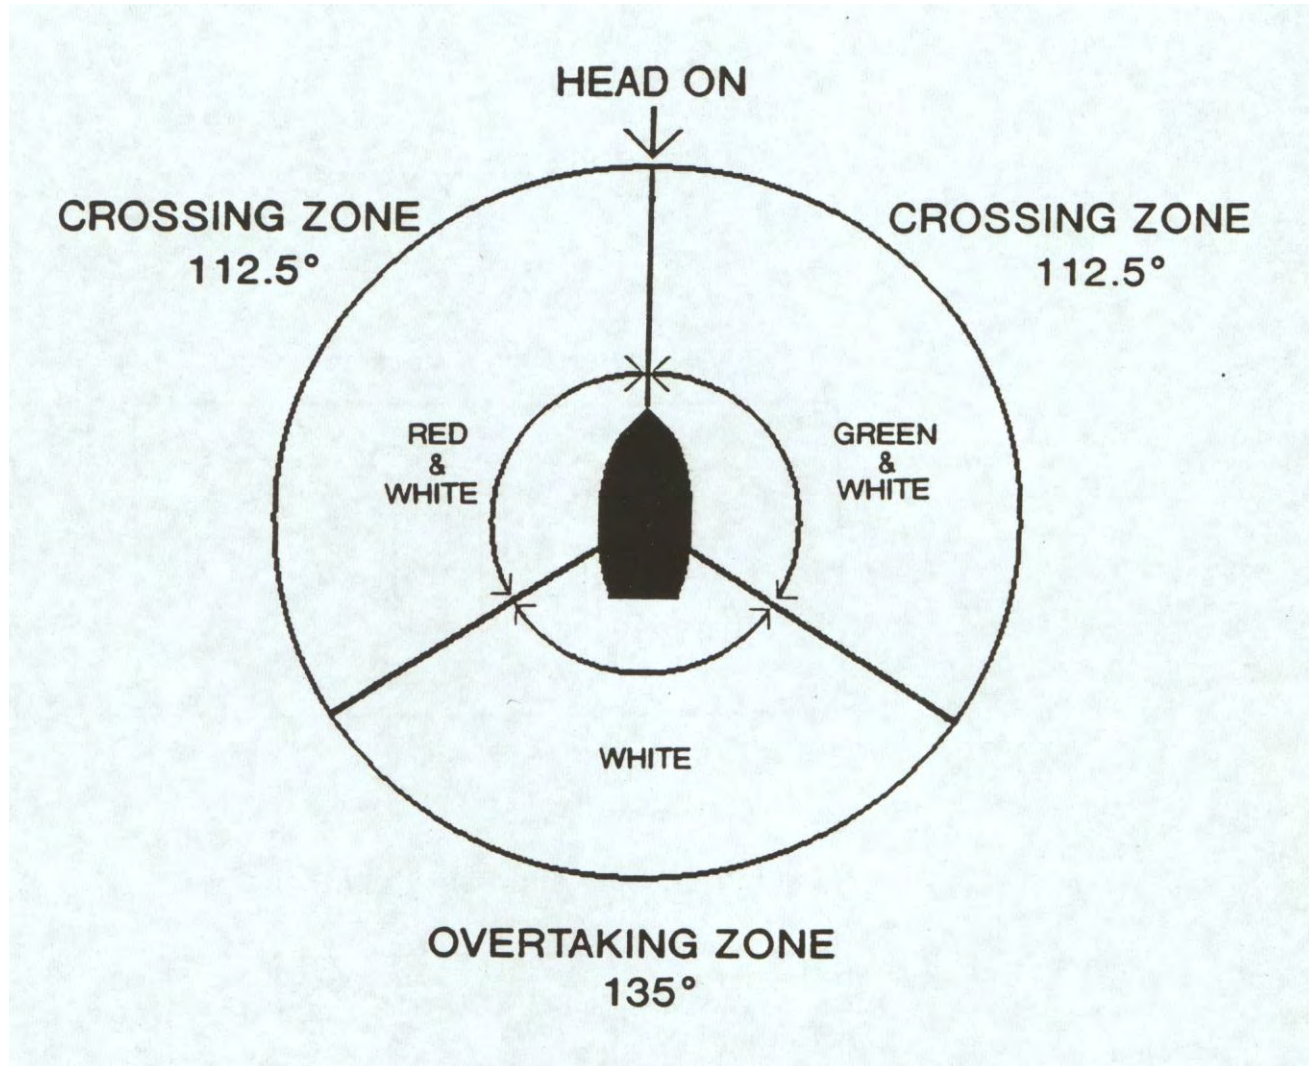 HEAD ON
CROSSING ZONE
112.5°
CROSSING ZONE
112.5°
RED
&
WHITE
GREEN
&
WHITE
WHITE
OVERTAKING ZONE
135°